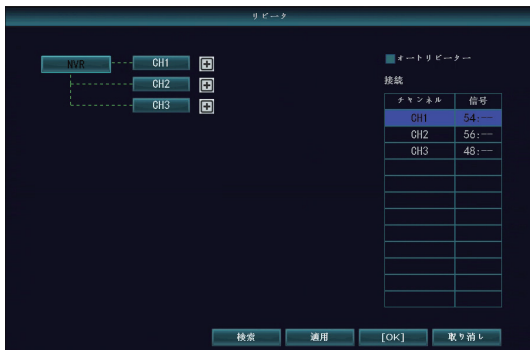 リピータ
NVR CH1
CH2
CH3
オートリピーター
接続
チャンネル 信号
CH1 54:--
CH2 56:--
CH3 48:--
検索 適用 [OK] 取り消し